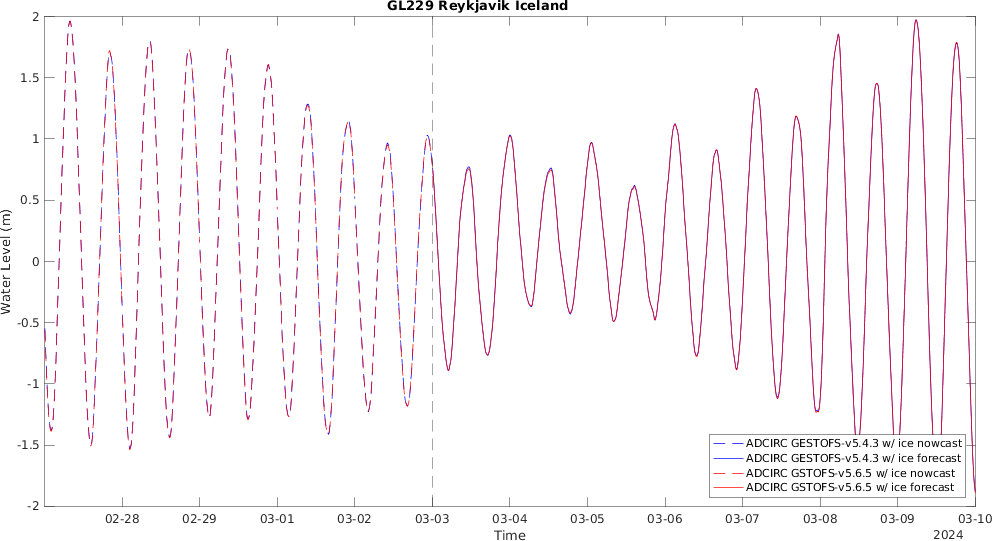 GL229 Reykjavik Iceland
2
1.5
1
0.5
0
-0.5
-1
-1.5
-2
Water Level (m)
ADCIRC GESTOFS-v5.4.3 w/ ice nowcast
ADCIRC GESTOFS-v5.4.3 w/ ice forecast
ADCIRC GSTOFS-v5.6.5 w/ ice nowcast
ADCIRC GSTOFS-v5.6.5 w/ ice forecast
02-28 02-29 03-01 03-02 03-03 03-04 03-05 03-06 03-07 03-08 03-09 03-10
Time
2024